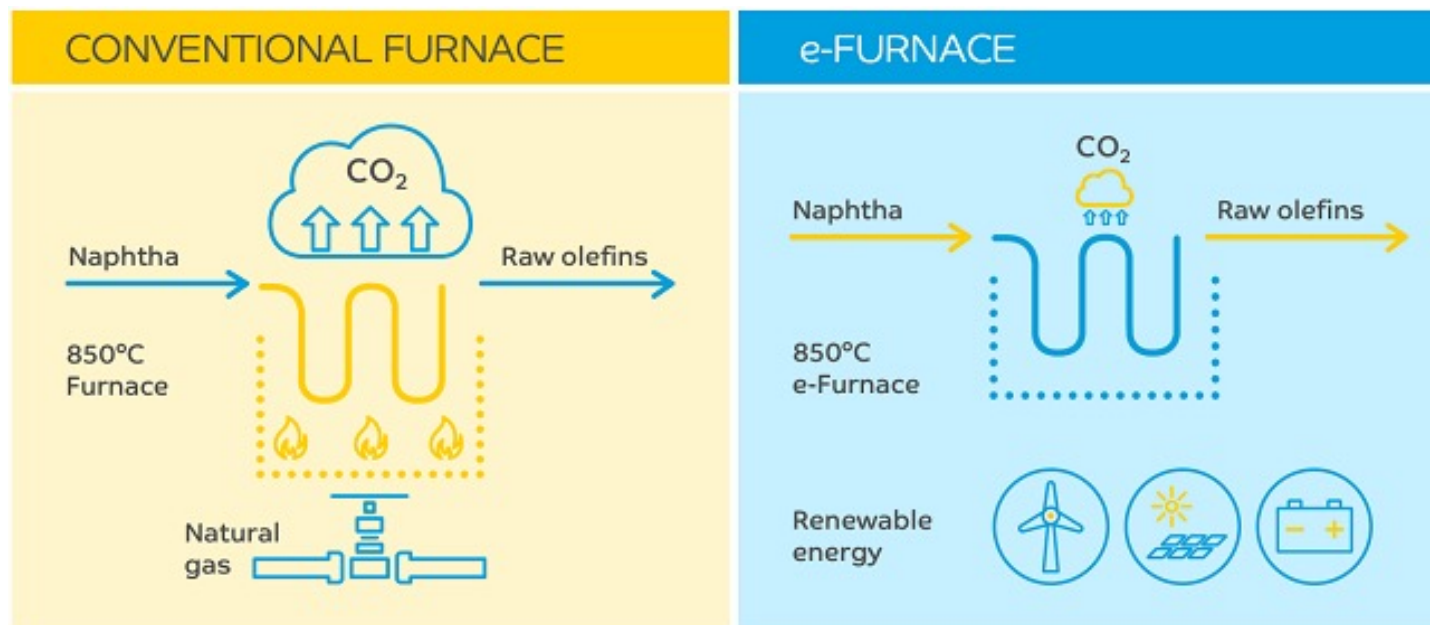 CONVENTIONAL FURNACE
CO₂
Naphtha
Raw olefins
850°C
Furnace
Natural
gas
e-FURNACE
CO₂
Naphtha
Raw olefins
850°C
e-Furnace
Renewable
energy